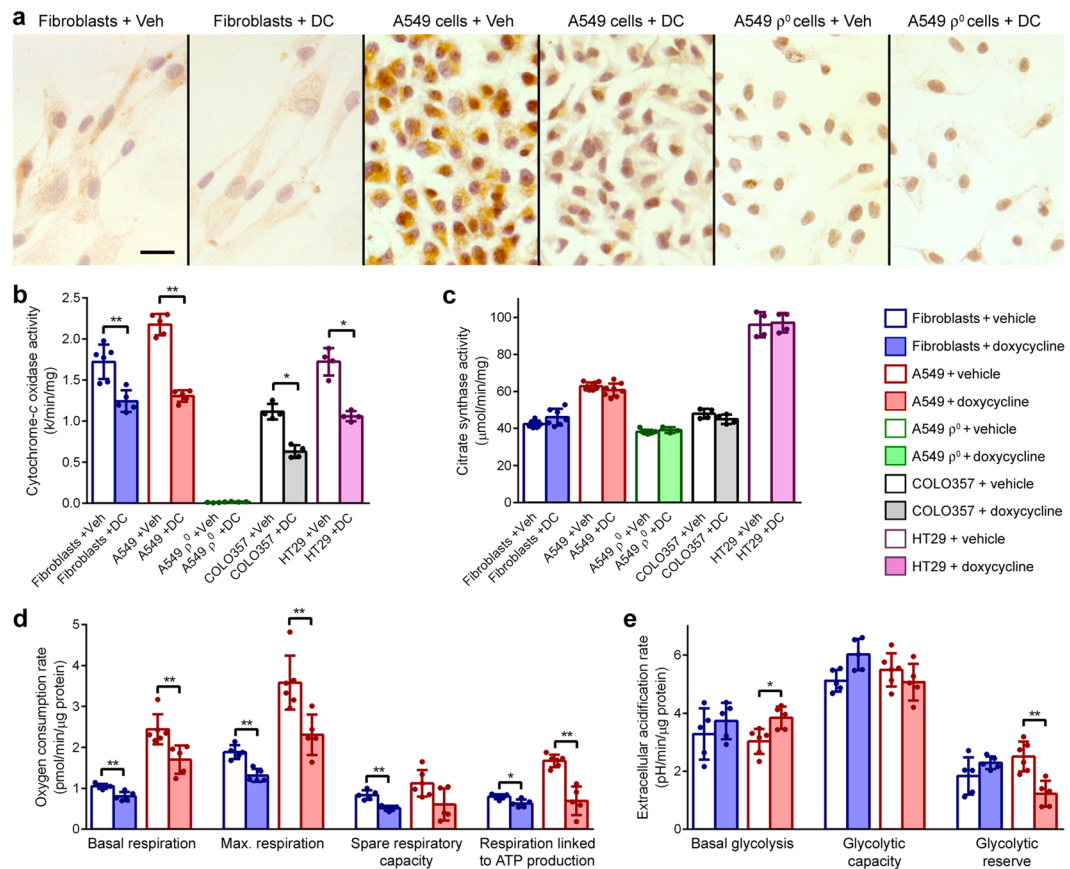 a
Fibroblasts + Veh
Fibroblasts + DC
A549 cells + Veh
A549 cells + DC
A549 ρ⁰ cells + Veh
A549 ρ⁰ cells + DC
b
Cytochrome-c oxidase activity
(k/min/mg)
2.5
2.0
1.5
1.0
0.5
0.0
**
**
*
*
Fibroblasts +Veh
Fibroblasts +DC
A549 +Veh
A549 +DC
A549 ρ⁰ +Veh
A549 ρ⁰ +DC
COLO357 +Veh
COLO357 +DC
HT29 +Veh
HT29 +DC
c
Citrate synthase activity
(μmol/min/mg)
100
80
60
40
20
0
Fibroblasts +Veh
Fibroblasts +DC
A549 +Veh
A549 +DC
A549 ρ⁰ +Veh
A549 ρ⁰ +DC
COLO357 +Veh
COLO357 +DC
HT29 +Veh
HT29 +DC
Fibroblasts + vehicle
Fibroblasts + doxycycline
A549 + vehicle
A549 + doxycycline
A549 ρ⁰ + vehicle
A549 ρ⁰ + doxycycline
COLO357 + vehicle
COLO357 + doxycycline
HT29 + vehicle
HT29 + doxycycline
d
Oxygen consumption rate
(pmol/min/μg protein)
5
4
3
2
1
0
**
**
**
**
**
*
**
Basal respiration
Max. respiration
Spare respiratory
capacity
Respiration linked
to ATP production
e
Extracellular acidification rate
(pH/min/μg protein)
6
4
2
0
*
**
Basal glycolysis
Glycolytic
capacity
Glycolytic
reserve